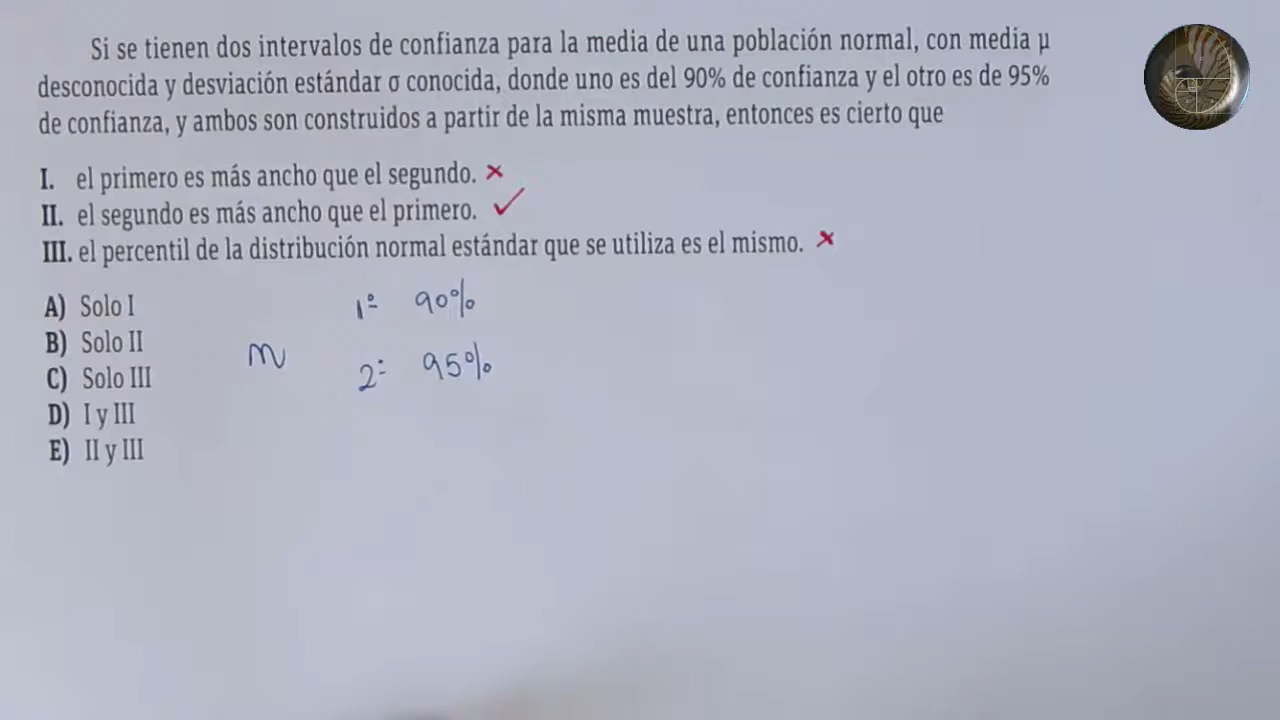 Si se tienen dos intervalos de confianza para la media de una población normal, con media μ
desconocida y desviación estándar σ conocida, donde uno es del 90% de confianza y el otro es de 95%
de confianza, y ambos son construidos a partir de la misma muestra, entonces es cierto que
I. el primero es más ancho que el segundo. ×
II. el segundo es más ancho que el primero. ✓
III. el percentil de la distribución normal estándar que se utiliza es el mismo. ×
A) Solo I
B) Solo II
C) Solo III
D) I y III
E) II y III
1º 90%
n
2º 95%